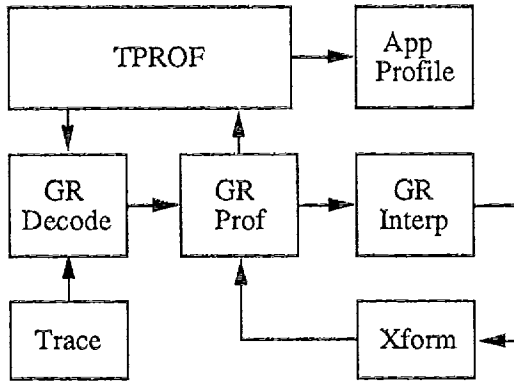 TPROF
App
Profile
GR
Decode
GR
Prof
GR
Interp
Trace
Xform